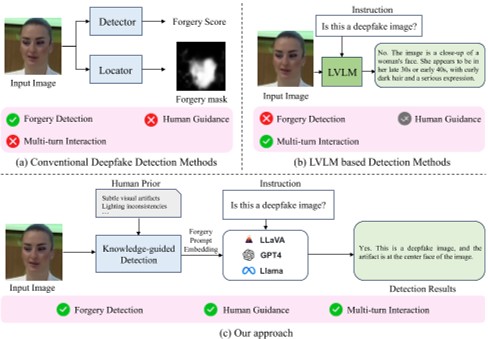 Detector
Forgery Score
Locator
Input Image
Forgery mask
Forgery Detection
Human Guidance
Multi-turn Interaction
(a) Conventional Deepfake Detection Methods
Instruction
Is this a deepfake image?
LVLM
No. The image is a close-up of a
woman's face. She appears to be in
her late 30s or early 40s, with curly
dark hair and a serious expression.
Input Image
Forgery Detection
Human Guidance
Multi-turn Interaction
(b) LVLM based Detection Methods
Human Prior
Subtle visual artifacts
Lighting inconsistencies
....
Instruction
Is this a deepfake image?
Knowledge-guided
Detection
Forgery
Prompt
Embedding
LLaVA
GPT4
Llama
Yes. This is a deepfake image, and the
artifact is at the center face of the image.
Input Image
Detection Results
Forgery Detection
Human Guidance
Multi-turn Interaction
(c) Our approach